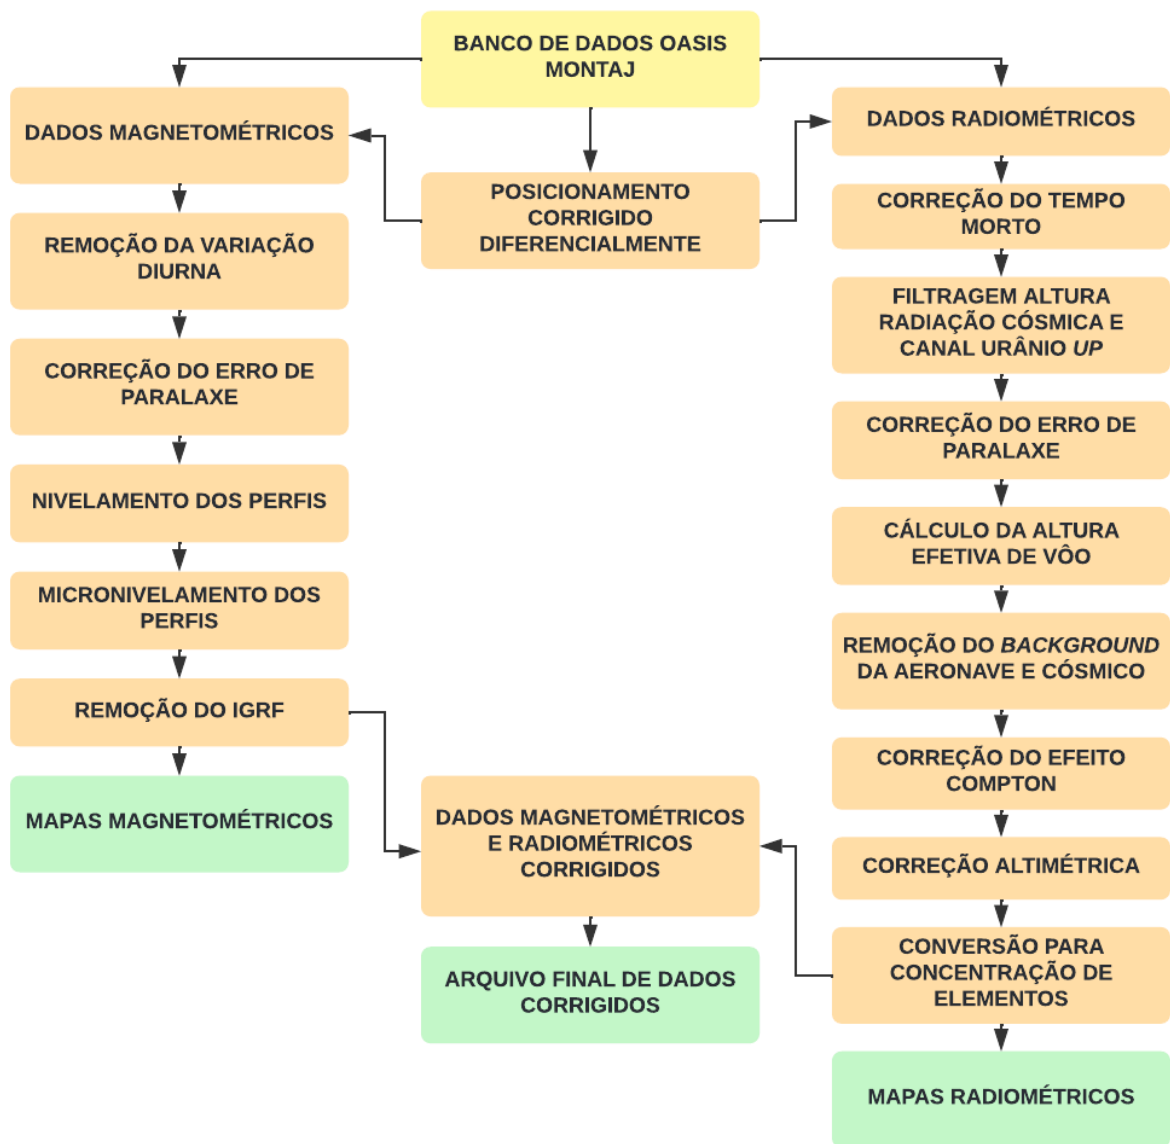 BANCO DE DADOS OASIS
MONTAJ
DADOS MAGNETOMÉTRICOS
DADOS RADIOMÉTRICOS
POSICIONAMENTO
CORRIGIDO
DIFERENCIALMENTE
REMOÇÃO DA VARIAÇÃO
DIURNA
CORREÇÃO DO ERRO DE
PARALAXE
NIVELAMENTO DOS PERFIS
MICRONIVELAMENTO DOS
PERFIS
REMOÇÃO DO IGRF
MAPAS MAGNETOMÉTRICOS
CORREÇÃO DO TEMPO
MORTO
FILTRAGEM ALTURA
RADIAÇÃO CÓSMICA E
CANAL URÂNIO UP
CORREÇÃO DO ERRO DE
PARALAXE
CÁLCULO DA ALTURA
EFETIVA DE VÔO
REMOÇÃO DO BACKGROUND
DA AERONAVE E CÓSMICO
CORREÇÃO DO EFEITO
COMPTON
CORREÇÃO ALTIMÉTRICA
CONVERSÃO PARA
CONCENTRAÇÃO DE
ELEMENTOS
MAPAS RADIOMÉTRICOS
DADOS MAGNETOMÉTRICOS
E RADIOMÉTRICOS
CORRIGIDOS
ARQUIVO FINAL DE DADOS
CORRIGIDOS